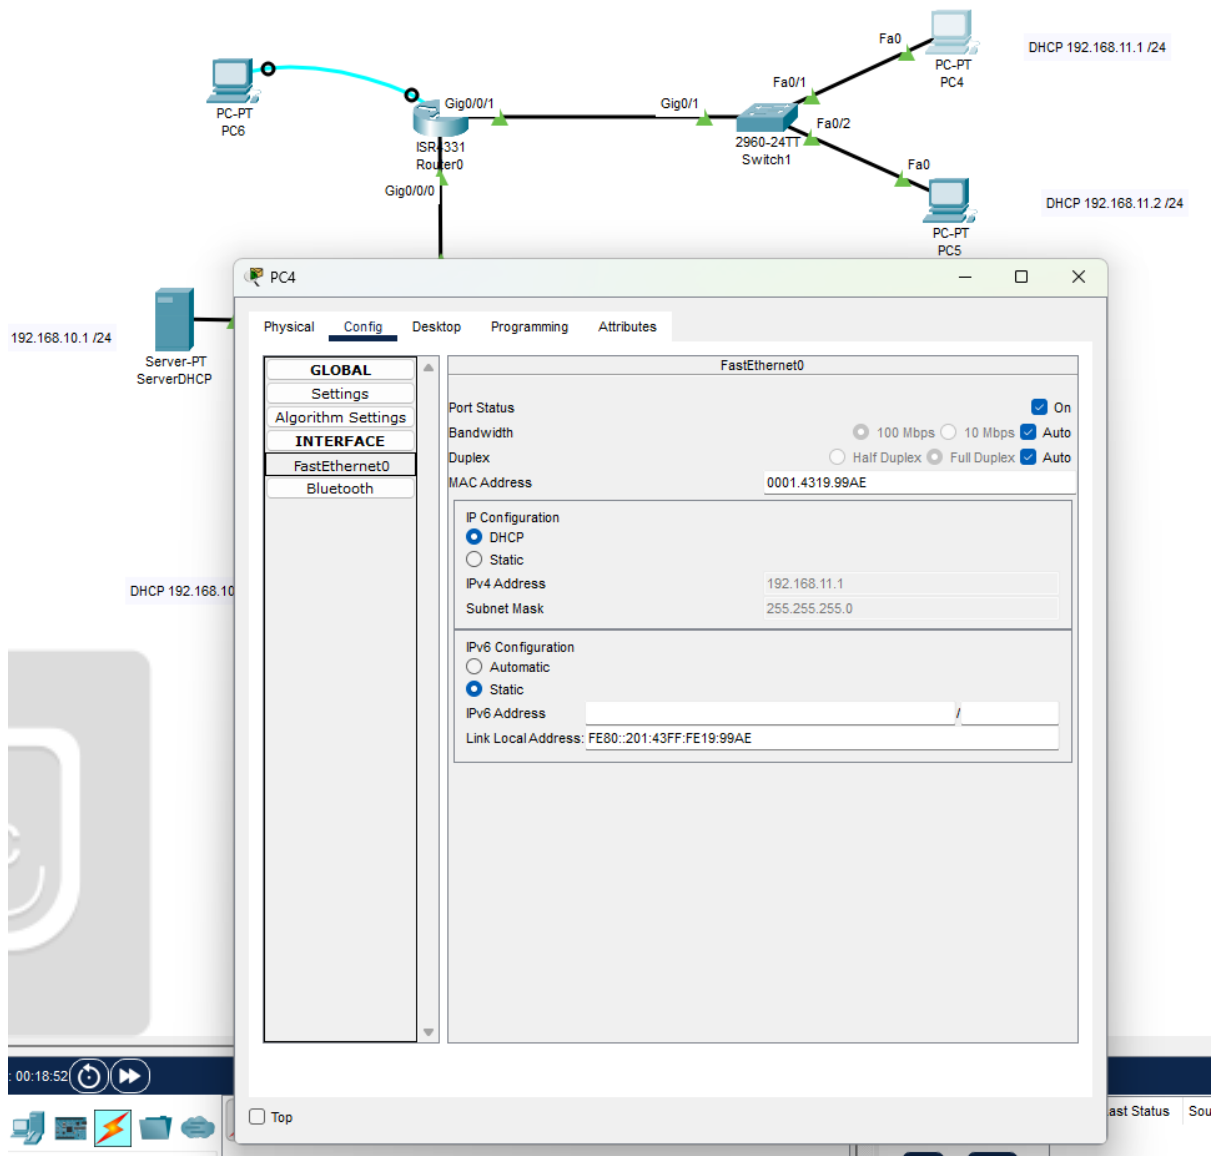 Fa0
DHCP 192.168.11.1 /24
PC-PT
PC4
Fa0/1
PC-PT
PC6
Gig0/0/1
Gig0/1
Fa0/2
ISR4331
Router0
2960-24TT
Switch1
Fa0
Gig0/0/0
DHCP 192.168.11.2 /24
PC-PT
PC5
PC4
192.168.10.1 /24
Server-PT
ServerDHCP
DHCP 192.168.10
Physical Config Desktop Programming Attributes
GLOBAL
Settings
Algorithm Settings
INTERFACE
FastEthernet0
Bluetooth
FastEthernet0
Port Status On
Bandwidth 100 Mbps 10 Mbps Auto
Duplex Half Duplex Full Duplex Auto
MAC Address 0001.4319.99AE
IP Configuration
DHCP
Static
IPv4 Address 192.168.11.1
Subnet Mask 255.255.255.0
IPv6 Configuration
Automatic
Static
IPv6 Address /
Link Local Address: FE80::201:43FF:FE19:99AE
: 00:18:52
Top
ast Status Sou